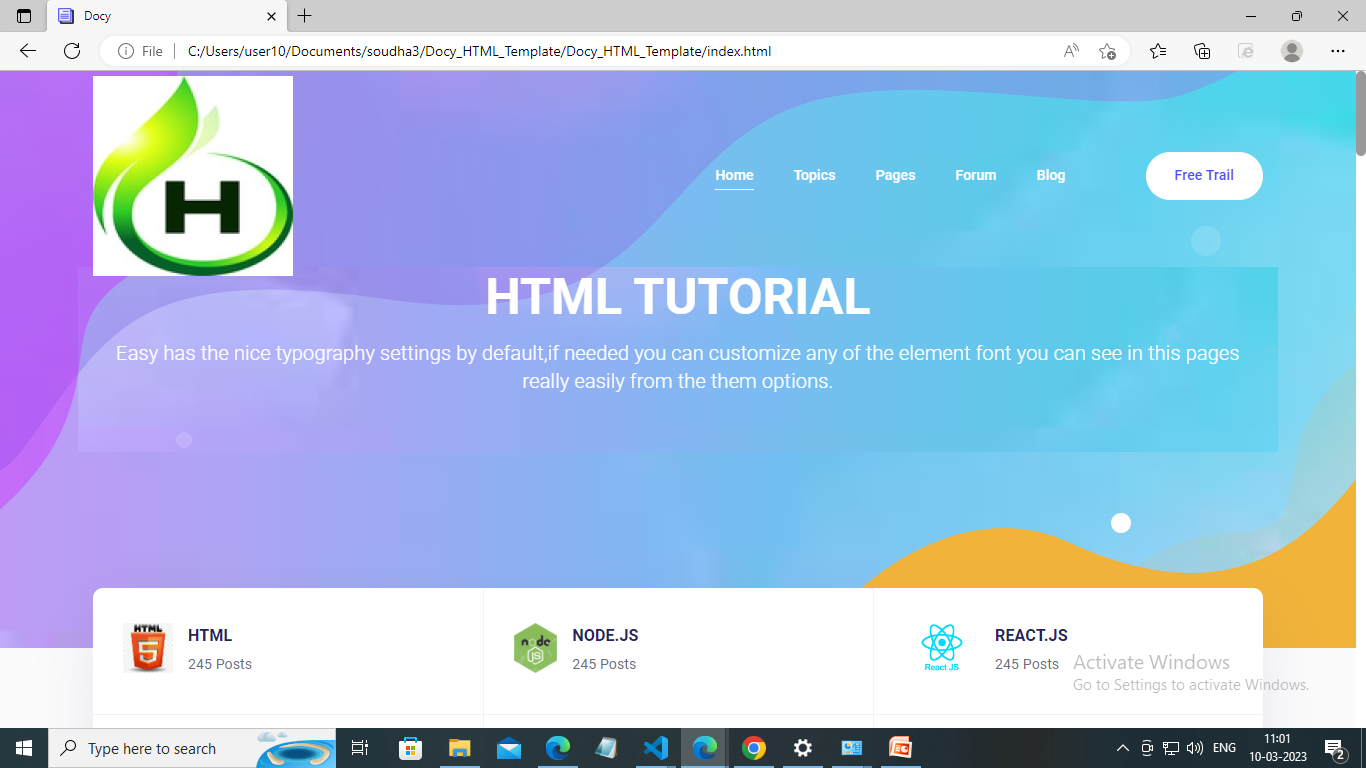 Docy
File
C:/Users/user10/Documents/soudha3/Docy_HTML_Template/Docy_HTML_Template/index.html
H
Home Topics Pages Forum Blog Free Trail
HTML TUTORIAL
Easy has the nice typography settings by default,if needed you can customize any of the element font you can see in this pages
really easily from the them options.
HTML
5
HTML
245 Posts
node
JS
NODE.JS
245 Posts
React JS
REACT.JS
245 Posts
Activate Windows
Go to Settings to activate Windows.
Type here to search
ENG
11:01
10-03-2023
2